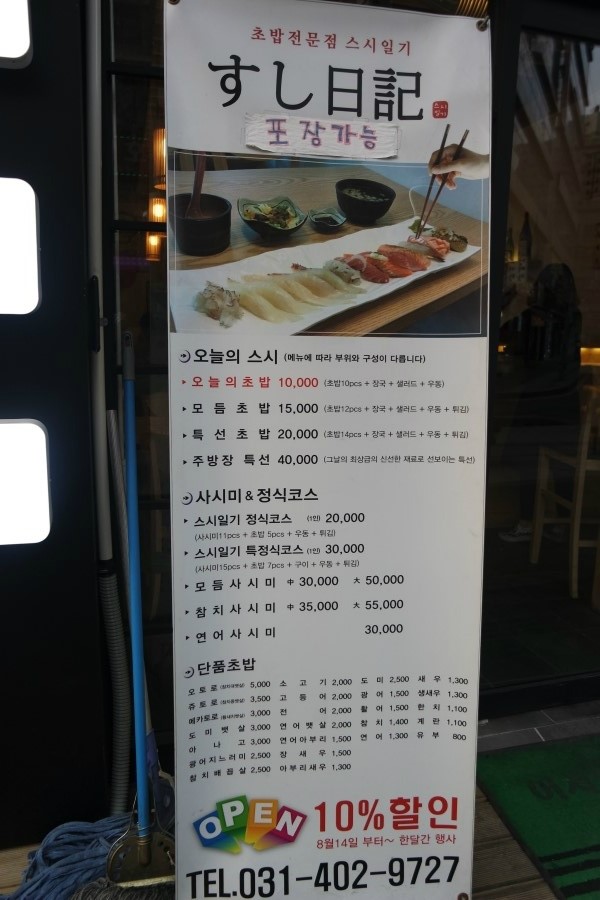 초밥전문점 스시일기
すし日記
스시일기
포장가능
오늘의 스시 (메뉴에 따라 부위와 구성이 다릅니다)
오늘의초밥 10,000 (초밥10pcs + 장국 + 샐러드 + 우동)
모듬초밥 15,000 (초밥12pcs + 장국 + 샐러드 + 우동 + 튀김)
특선초밥 20,000 (초밥14pcs + 장국 + 샐러드 + 우동 + 튀김)
주방장 특선 40,000 (그날의 최상급의 신선한 재료로 선보이는 특선)
사시미&정식코스
스시일기 정식코스 (1인) 20,000
(사시미11pcs + 초밥 5pcs + 우동 + 튀김)
스시일기 특정식코스 (1인) 30,000
(사시미15pcs + 초밥 7pcs + 구이 + 우동 + 튀김)
모듬사시미 中 30,000 大 50,000
참치사시미 中 35,000 大 55,000
연어사시미 30,000
단품초밥
오토로 5,000 소고기 2,000 도미 2,500 새우 1,300
쥬토로 3,500 고등어 2,000 광어 1,500 생새우 1,300
메카토로 3,000 전어 2,000 활어 1,500 한치 1,100
도미뱃살 3,000 연어뱃살 2,000 참치 1,400 계란 1,100
아나고 3,000 연어아부리 1,500 연어 1,300 유부 800
광어지느러미 2,500 장새우 1,500
참치배꼽살 2,500 아부리새우 1,300
OPEN 10%할인
8월14일 부터~ 한달간 행사
TEL.031-402-9727